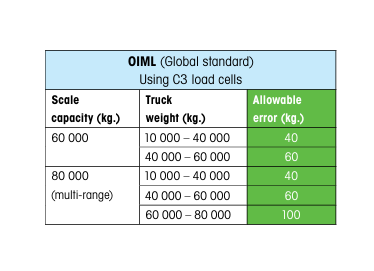 OIML (Global standard)
Using C3 load cells
Scale capacity (kg.) Truck weight (kg.) Allowable error (kg.)
60 000 10 000 – 40 000 40
40 000 – 60 000 60
80 000 (multi-range) 10 000 – 40 000 40
40 000 – 60 000 60
60 000 – 80 000 100